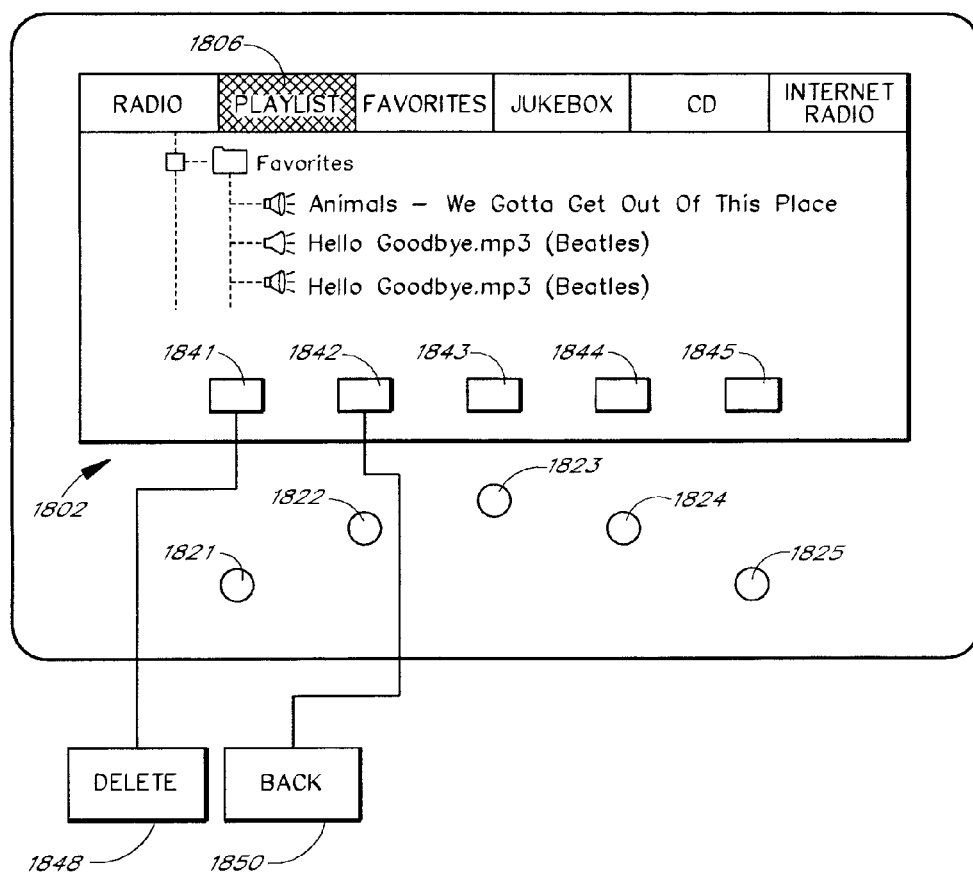 1806
RADIO PLAYLIST FAVORITES JUKEBOX CD INTERNET RADIO
Favorites
Animals – We Gotta Get Out Of This Place
Hello Goodbye.mp3 (Beatles)
Hello Goodbye.mp3 (Beatles)
1841 1842 1843 1844 1845
1802
1821 1822 1823 1824 1825
DELETE BACK
1848 1850